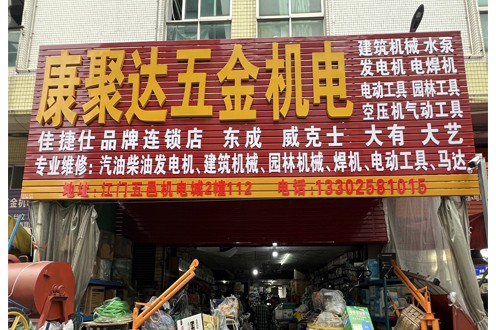 康聚达五金机电
建筑机械 水泵
发电机 电焊机
电动工具 园林工具
空压机气动工具
佳捷仕品牌连锁店 东成 威克士 大有 大艺
专业维修：汽油柴油发电机、建筑机械、园林机械、焊机、电动工具、马达
地址：江门五邑机电城2幢112 电话：13302581015